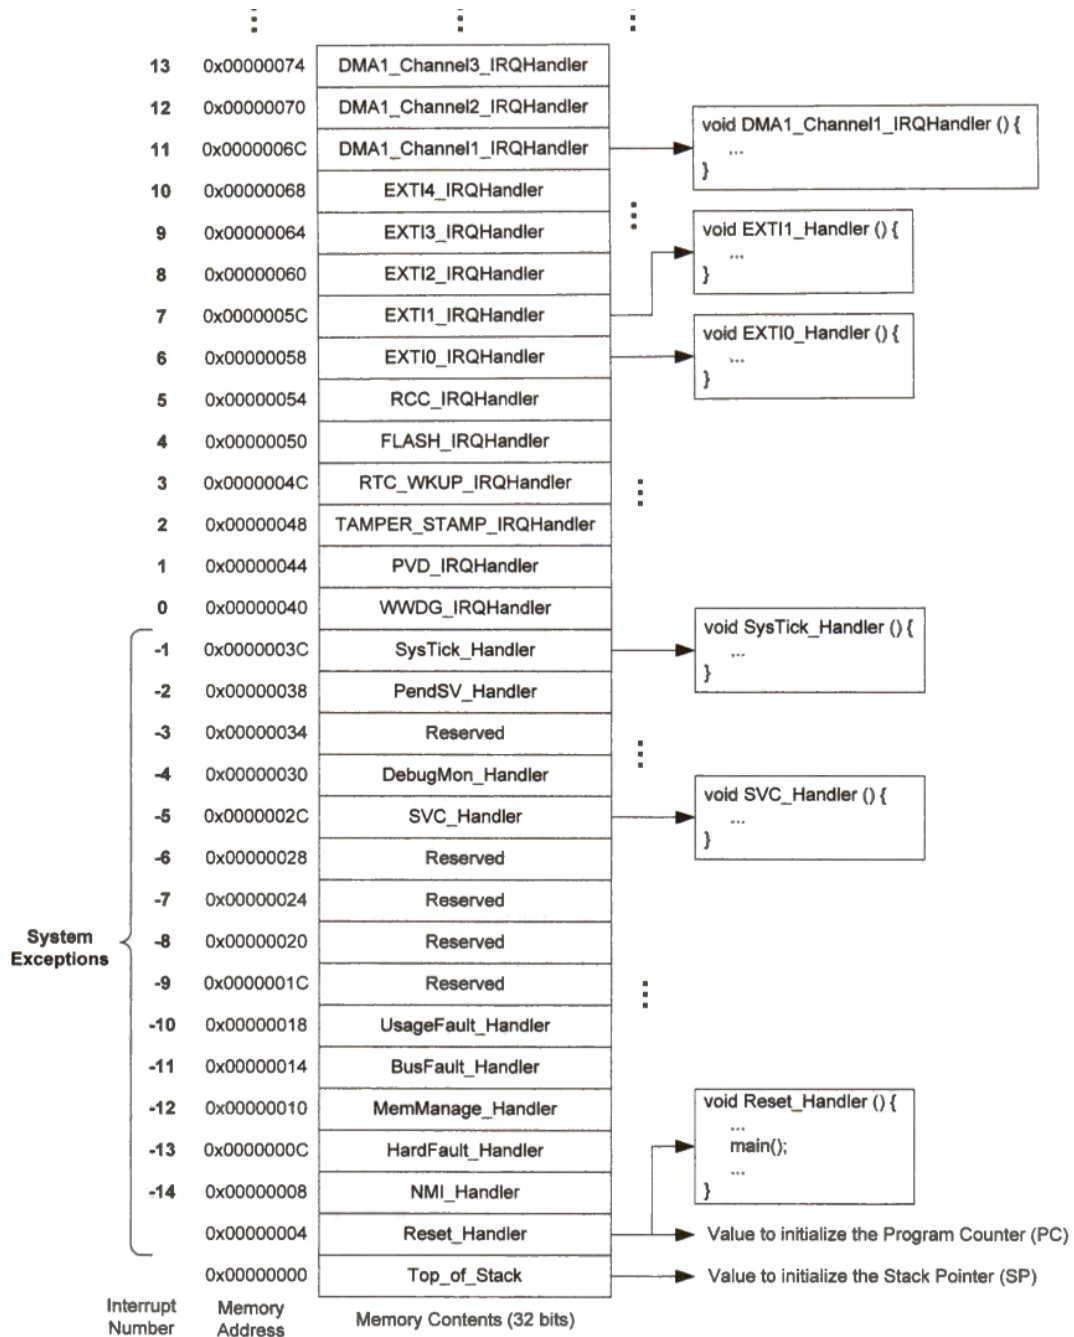 13 0x00000074 DMA1_Channel3_IRQHandler
12 0x00000070 DMA1_Channel2_IRQHandler
void DMA1_Channel1_IRQHandler () {
11 0x0000006C DMA1_Channel1_IRQHandler
...
}
10 0x00000068 EXTI4_IRQHandler
9 0x00000064 EXTI3_IRQHandler
void EXTI1_Handler () {
...
8 0x00000060 EXTI2_IRQHandler
}
7 0x0000005C EXTI1_IRQHandler
void EXTI0_Handler () {
6 0x00000058 EXTI0_IRQHandler
...
}
5 0x00000054 RCC_IRQHandler
4 0x00000050 FLASH_IRQHandler
3 0x0000004C RTC_WKUP_IRQHandler
2 0x00000048 TAMPER_STAMP_IRQHandler
1 0x00000044 PVD_IRQHandler
0 0x00000040 WWDG_IRQHandler
void SysTick_Handler () {
-1 0x0000003C SysTick_Handler
...
}
-2 0x00000038 PendSV_Handler
-3 0x00000034 Reserved
-4 0x00000030 DebugMon_Handler
void SVC_Handler () {
-5 0x0000002C SVC_Handler
...
}
-6 0x00000028 Reserved
-7 0x00000024 Reserved
System
Exceptions
-8 0x00000020 Reserved
-9 0x0000001C Reserved
-10 0x00000018 UsageFault_Handler
-11 0x00000014 BusFault_Handler
-12 0x00000010 MemManage_Handler
void Reset_Handler () {
...
main();
...
}
-13 0x0000000C HardFault_Handler
-14 0x00000008 NMI_Handler
0x00000004 Reset_Handler Value to initialize the Program Counter (PC)
0x00000000 Top_of_Stack Value to initialize the Stack Pointer (SP)
Interrupt
Number
Memory
Address
Memory Contents (32 bits)